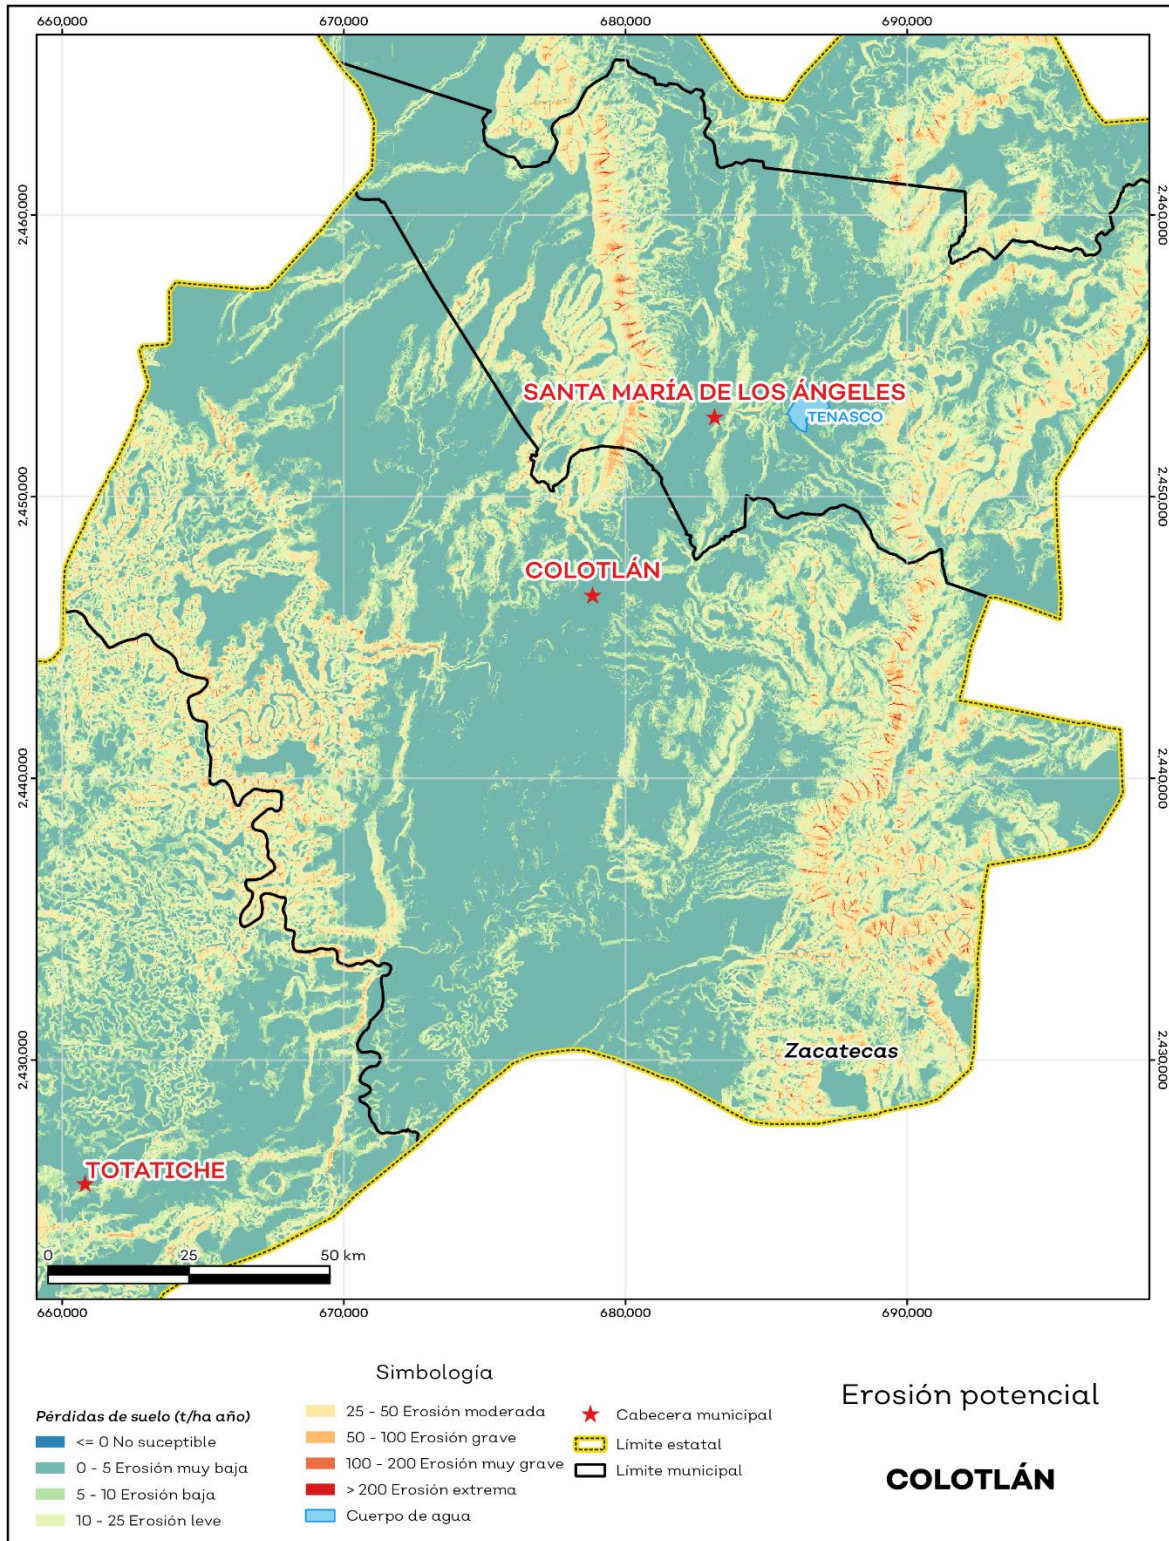 660,000
670,000
680,000
690,000
2,460,000
2,460,000
SANTA MARÍA DE LOS ÁNGELES
TENASCO
2,450,000
2,450,000
COLOTLÁN
2,440,000
2,440,000
2,430,000
2,430,000
Zacatecas
TOTATICHE
0
25
50 km
660,000
670,000
680,000
690,000
Simbología
Pérdidas de suelo (t/ha año)
<= 0 No suceptible
0 - 5 Erosión muy baja
5 - 10 Erosión baja
10 - 25 Erosión leve
25 - 50 Erosión moderada
50 - 100 Erosión grave
100 - 200 Erosión muy grave
> 200 Erosión extrema
Cuerpo de agua
Cabecera municipal
Límite estatal
Límite municipal
Erosión potencial
COLOTLÁN